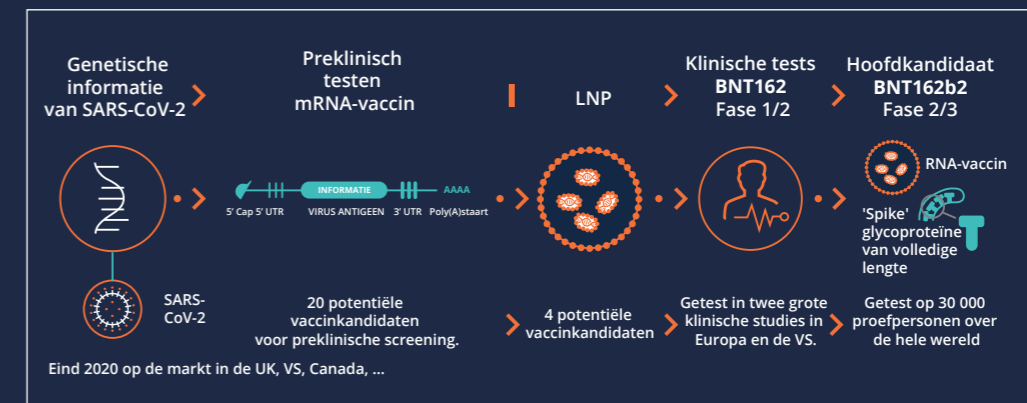 Genetische
informatie
van SARS-CoV-2
Preklinisch
testen
mRNA-vaccin
LNP
Klinische tests
BNT162
Fase 1/2
Hoofdkandidaat
BNT162b2
Fase 2/3
INFORMATIE
AAAA
5' Cap 5' UTR VIRUS ANTIGEEN 3' UTR Poly(A)staart
RNA-vaccin
'Spike'
glycoproteïne
van volledige
lengte
SARS-
CoV-2
20 potentiële
vaccinkandidaten
voor preklinische screening.
4 potentiële
vaccinkandidaten
Getest in twee grote
klinische studies in
Europa en de VS.
Getest op 30 000
proefpersonen over
de hele wereld
Eind 2020 op de markt in de UK, VS, Canada, ...